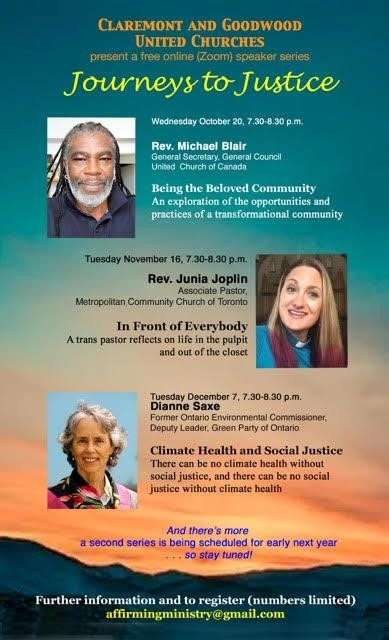 Claremont and Goodwood
United Churches
present a free online (Zoom) speaker series
Journeys to Justice
Wednesday October 20, 7.30-8.30 p.m.
Rev. Michael Blair
General Secretary, General Council
United Church of Canada
Being the Beloved Community
An exploration of the opportunities and
practices of a transformational community
Tuesday November 16, 7.30-8.30 p.m.
Rev. Junia Joplin
Associate Pastor,
Metropolitan Community Church of Toronto
In Front of Everybody
A trans pastor reflects on life in the pulpit
and out of the closet
Tuesday December 7, 7.30-8.30 p.m.
Dianne Saxe
Former Ontario Environmental Commissioner,
Deputy Leader, Green Party of Ontario
Climate Health and Social Justice
There can be no climate health without
social justice, and there can be no social
justice without climate health
And there's more
a second series is being scheduled for early next year
. . . so stay tuned!
Further information and to register (numbers limited)
affirmingministry@gmail.com